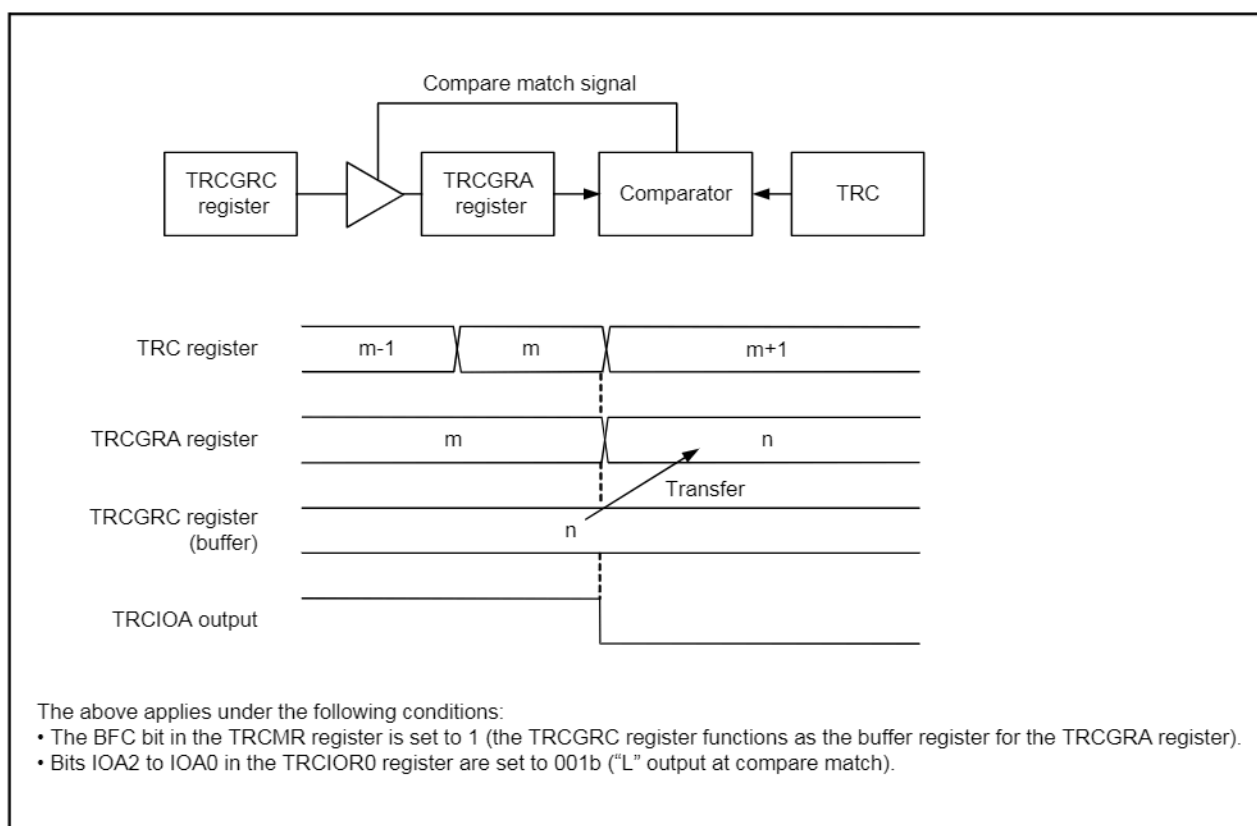 Compare match signal
TRCGRC
register
TRCGRA
register
Comparator
TRC
TRC register
m-1
m
m+1
TRCGRA register
m
n
Transfer
TRCGRC register
(buffer)
n
TRCIOA output
The above applies under the following conditions:
• The BFC bit in the TRCMR register is set to 1 (the TRCGRC register functions as the buffer register for the TRCGRA register).
• Bits IOA2 to IOA0 in the TRCIOR0 register are set to 001b (“L” output at compare match).